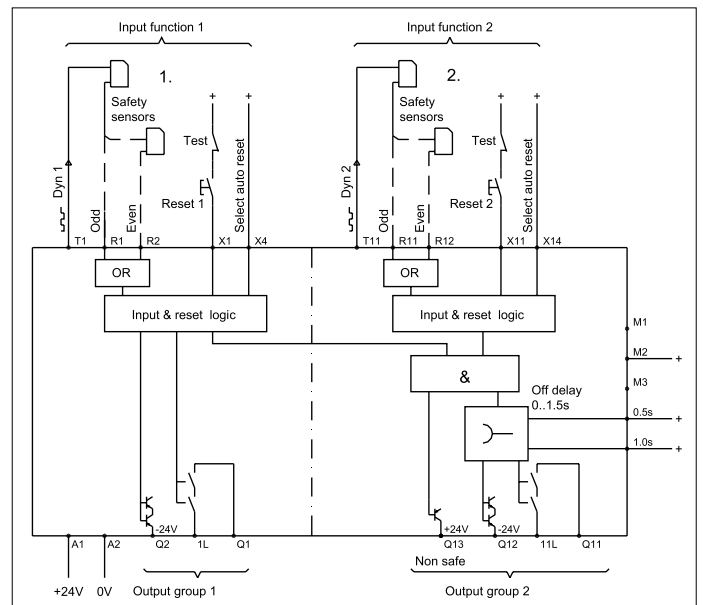 Input function 1
Input function 2
1.
2.
Safety
sensors
Safety
sensors
+
+
+
+
Test
Test
Select auto reset
Select auto reset
Dyn 1
Odd
Even
Reset 1
Dyn 2
Odd
Even
Reset 2
T1
R1
R2
X1
X4
T11
R11
R12
X11
X14
OR
OR
Input & reset logic
Input & reset logic
M1
M2
+
&
M3
Off delay
0..1.5s
0.5s
+
1.0s
+
-24V
+24V
-24V
A1
A2
Q2
1L
Q1
Q13
Q12
11L
Q11
Non safe
+24V
0V
Output group 1
Output group 2